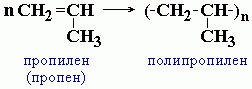 n CH₂ =CH ⟶ (-CH₂ -CH-)ₙ
CH₃ CH₃
пропилен полипропилен
(пропен)